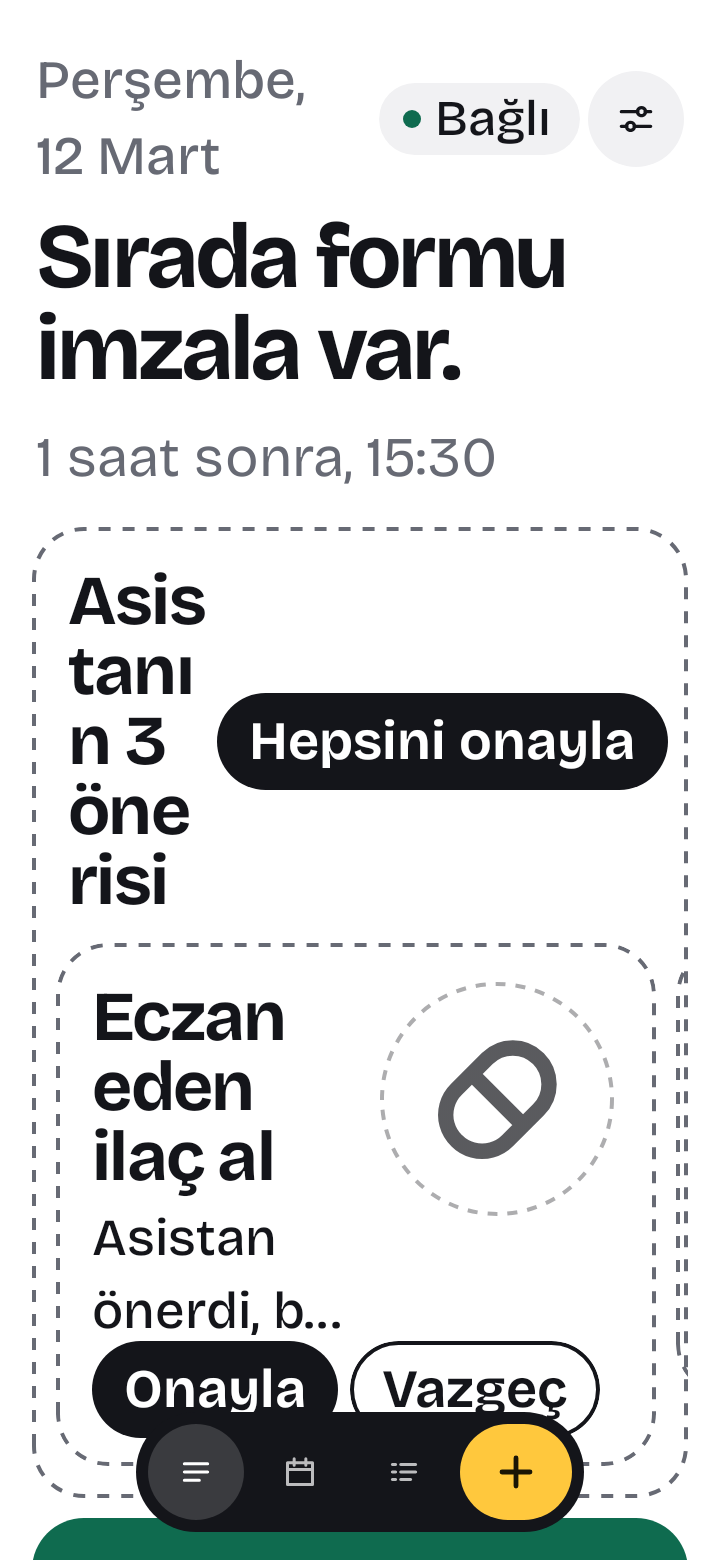 Perşembe,
12 Mart
Bağlı
Sırada formu
imzala var.
1 saat sonra, 15:30
Asis
tanı
n 3
öne
risi
Hepsini onayla
Eczan
eden
ilaç al
Asistan
önerdi, b...
Onayla
Vazgeç